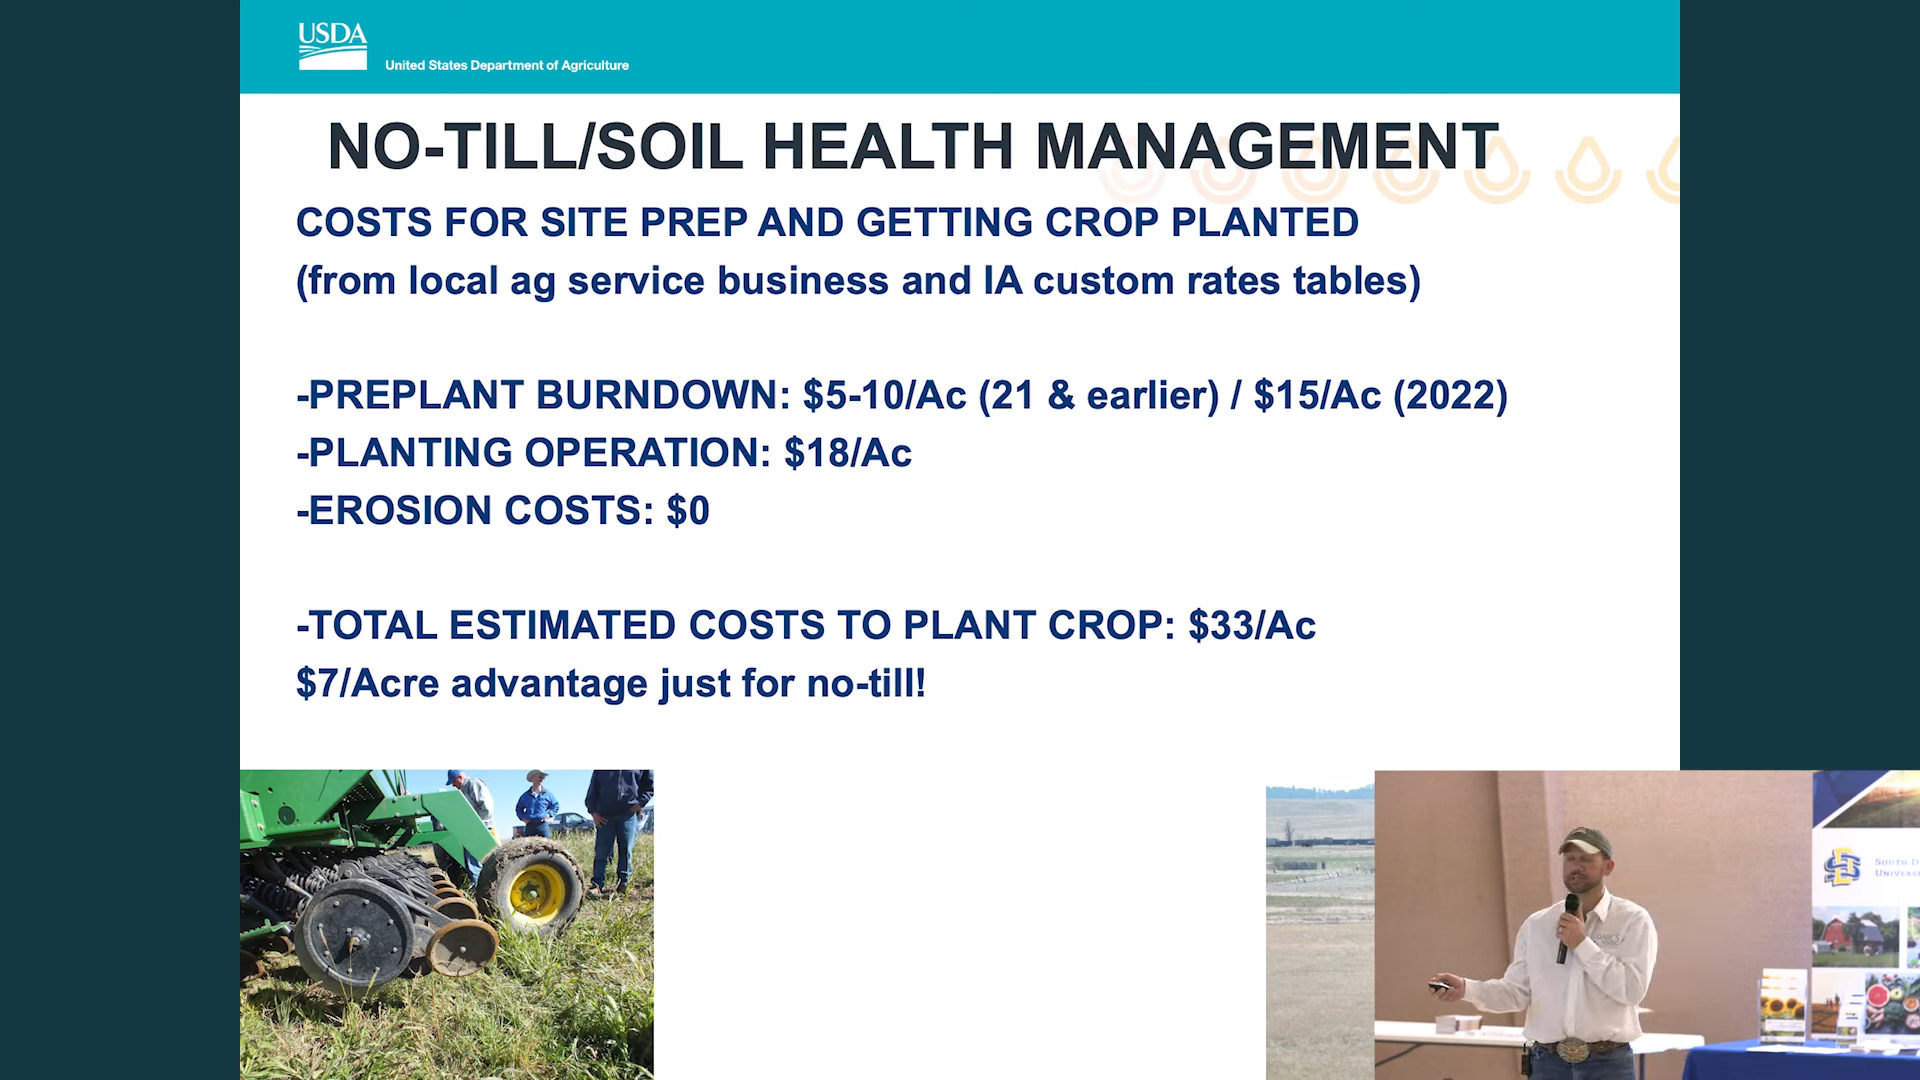 USDA
United States Department of Agriculture
NO-TILL/SOIL HEALTH MANAGEMENT
COSTS FOR SITE PREP AND GETTING CROP PLANTED
(from local ag service business and IA custom rates tables)
-PREPLANT BURNDOWN: $5-10/Ac (21 & earlier) / $15/Ac (2022)
-PLANTING OPERATION: $18/Ac
-EROSION COSTS: $0
-TOTAL ESTIMATED COSTS TO PLANT CROP: $33/Ac
$7/Acre advantage just for no-till!
NRCS
SOUTH D
UNIVERS